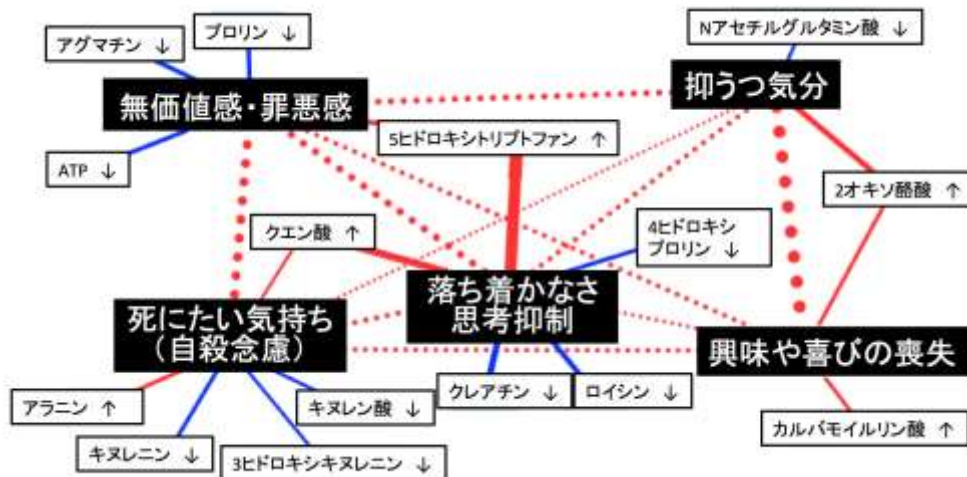 アグマチン ↓
プロリン ↓
Nアセチルグルタミン酸 ↓
無価値感・罪悪感
抑うつ気分
5ヒドロキシトリプトファン ↑
ATP ↓
2オキソ酪酸 ↑
クエン酸 ↑
4ヒドロキシ
プロリン ↓
死にたい気持ち
（自殺念慮）
落ち着かなさ
思考抑制
興味や喜びの喪失
アラニン ↑
キヌレン酸 ↓
クレアチン ↓
ロイシン ↓
キヌレニン ↓
3ヒドロキシキヌレニン ↓
カルバモイルリン酸 ↑